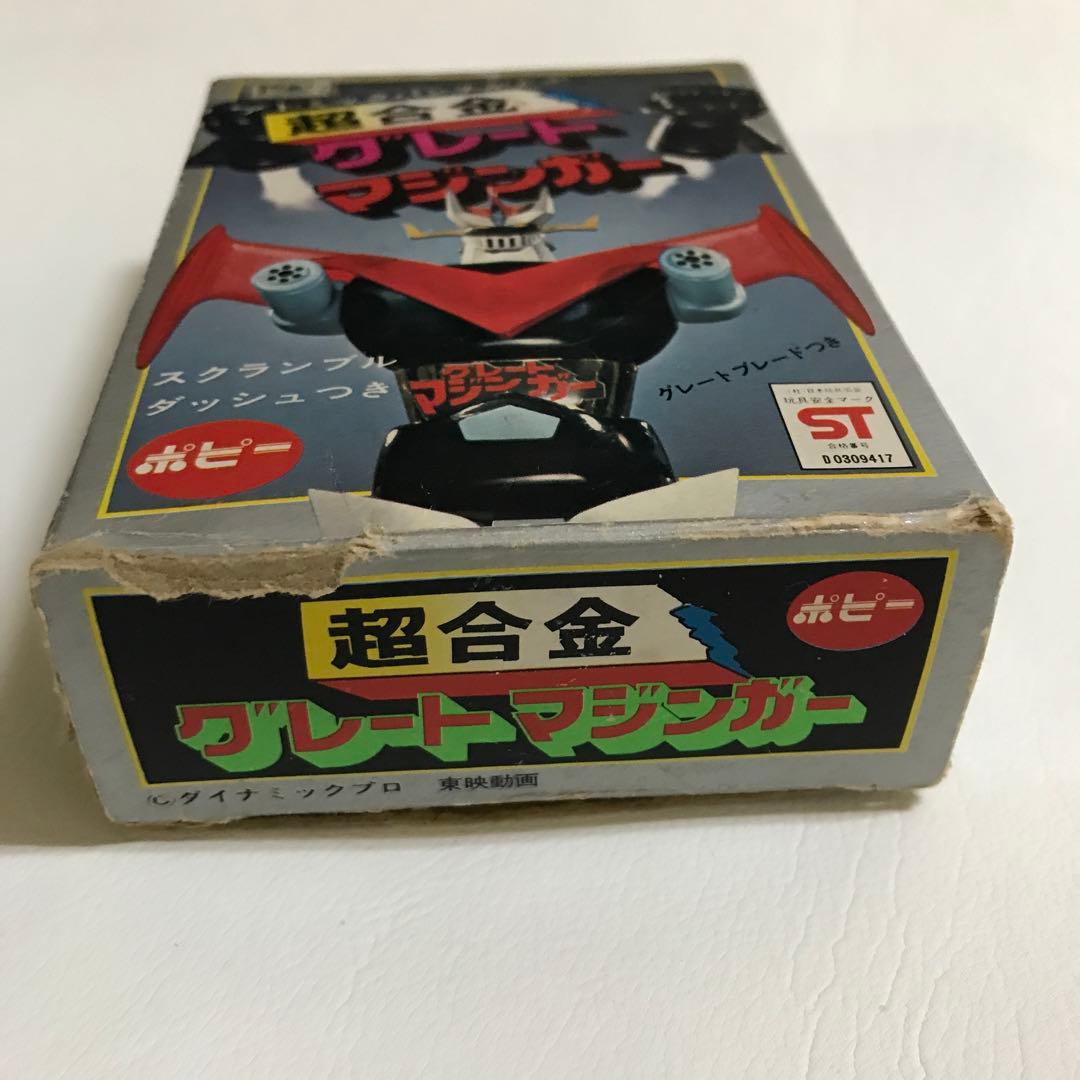 超合金
グレート
マジンガー
スクランブル
ダッシュつき
グレート
マジンガー
グレートブレードつき
玩具安全マーク
ST
合格番号
D0309417
ポピー
超合金
ポピー
グレートマジンガー
©ダイナミックプロ 東映動画